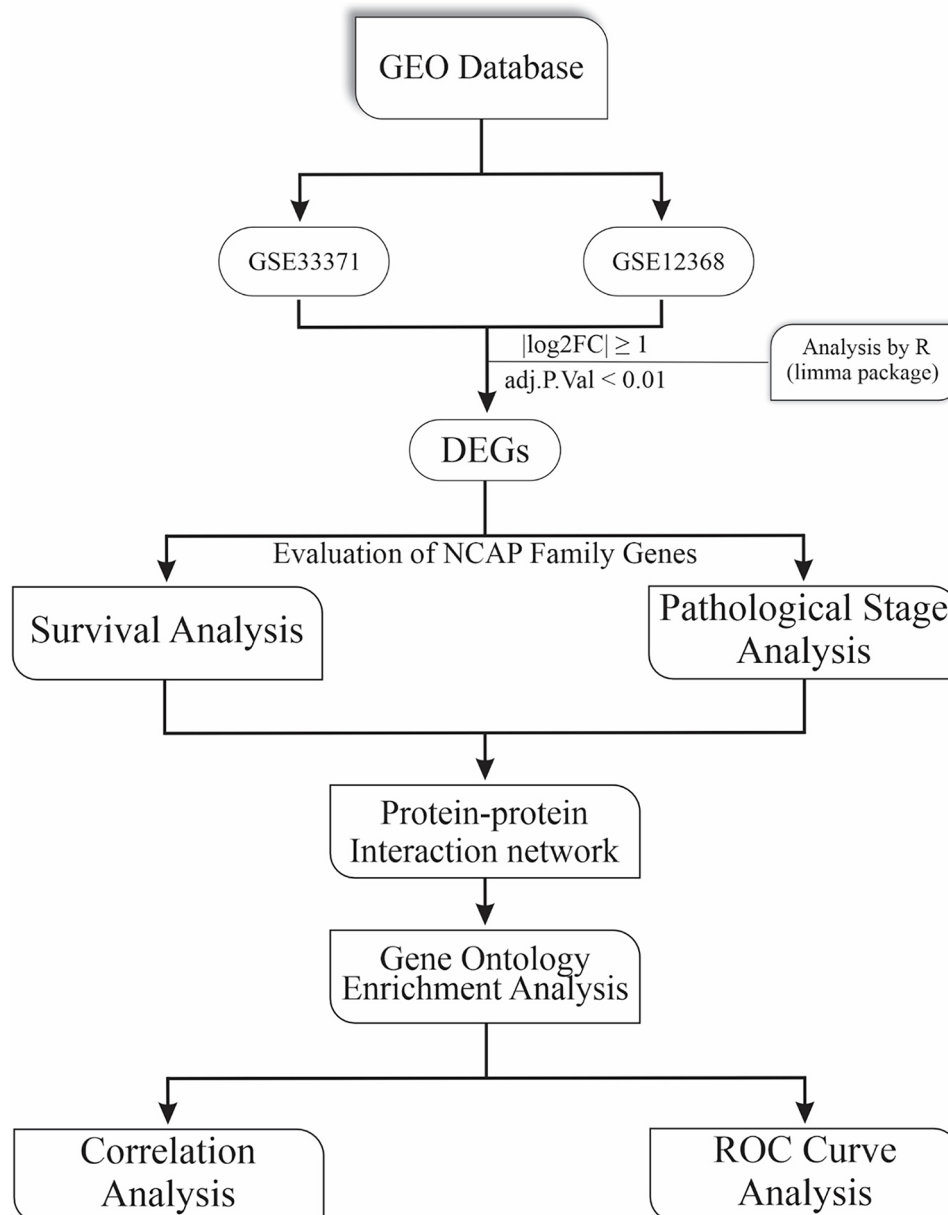 GEO Database
GSE33371
GSE12368
|log2FC| ≥ 1
adj.P.Val < 0.01
Analysis by R
(limma package)
DEGs
Evaluation of NCAP Family Genes
Survival Analysis
Pathological Stage
Analysis
Protein-protein
Interaction network
Gene Ontology
Enrichment Analysis
Correlation
Analysis
ROC Curve
Analysis